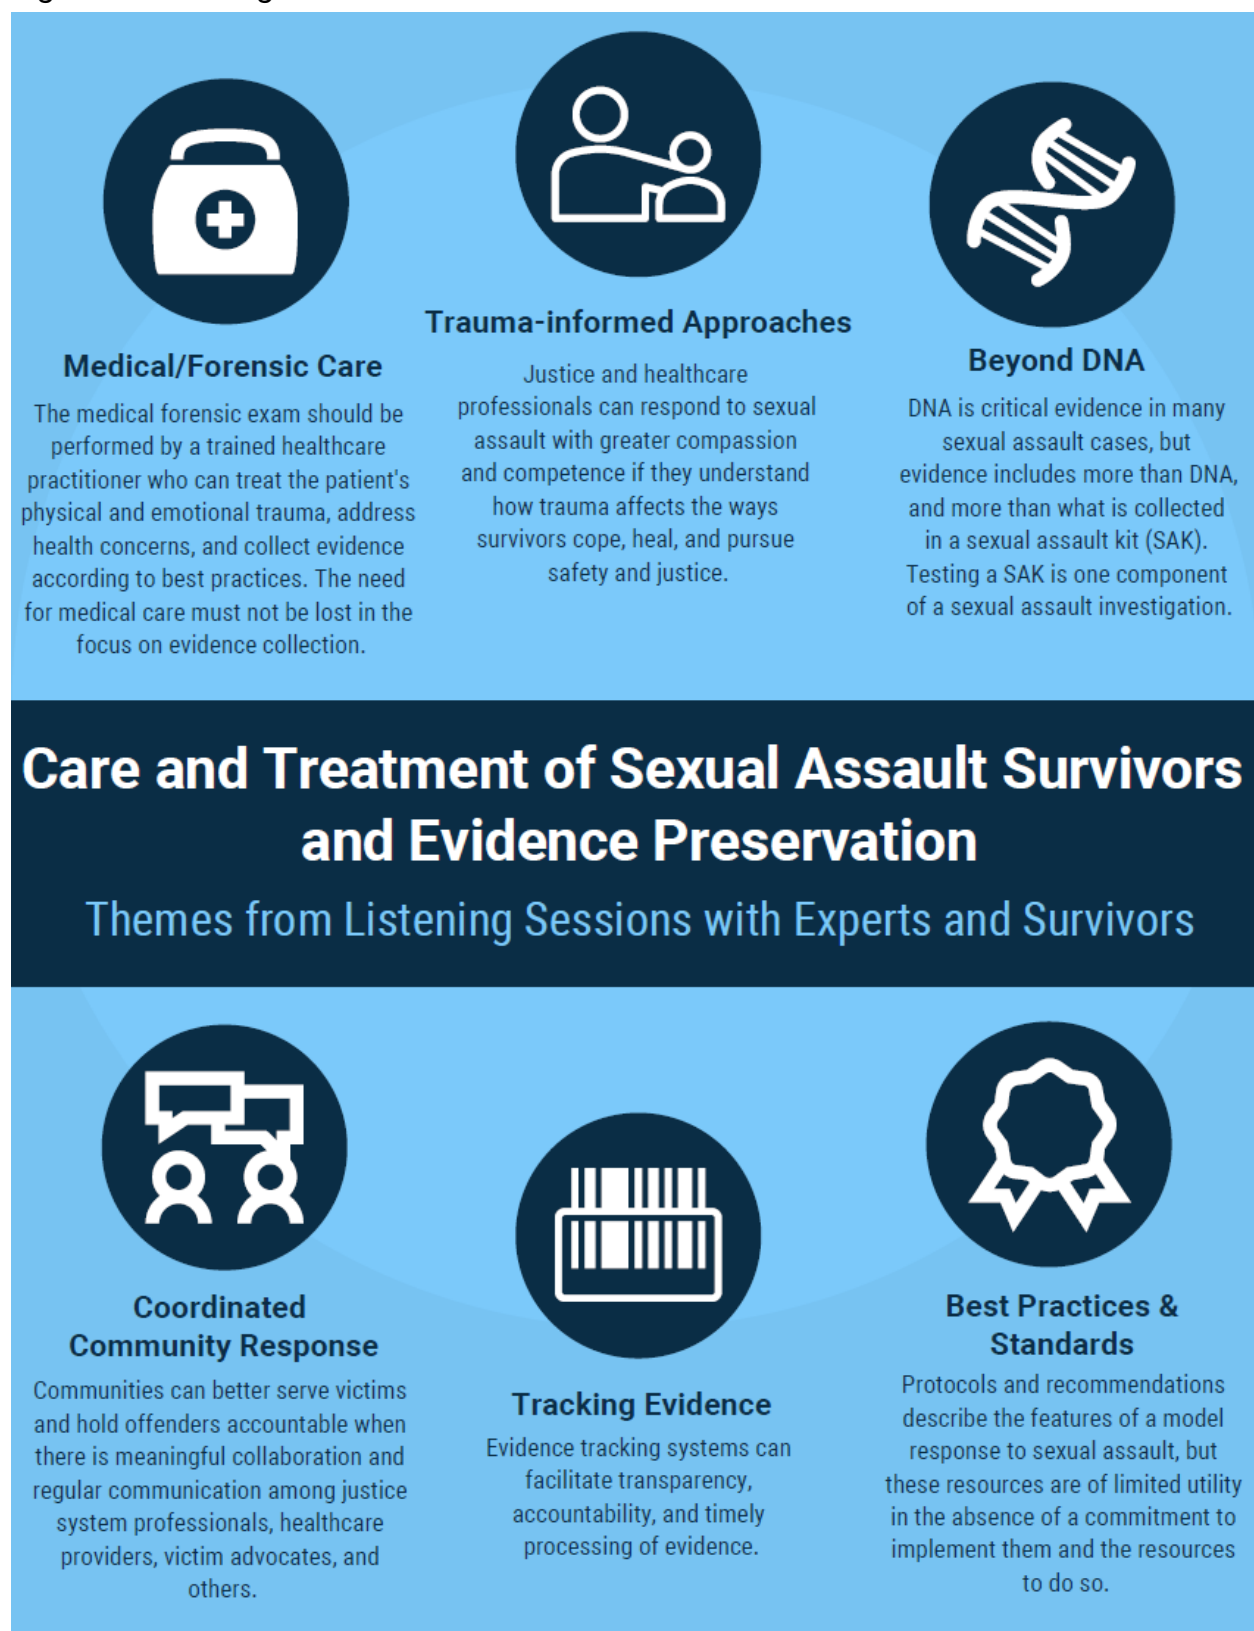 Trauma-informed Approaches
Medical/Forensic Care
Beyond DNA
The medical forensic exam should be
performed by a trained healthcare
practitioner who can treat the patient's
physical and emotional trauma, address
health concerns, and collect evidence
according to best practices. The need
for medical care must not be lost in the
focus on evidence collection.
Justice and healthcare
professionals can respond to sexual
assault with greater compassion
and competence if they understand
how trauma affects the ways
survivors cope, heal, and pursue
safety and justice.
DNA is critical evidence in many
sexual assault cases, but
evidence includes more than DNA,
and more than what is collected
in a sexual assault kit (SAK).
Testing a SAK is one component
of a sexual assault investigation.
Care and Treatment of Sexual Assault Survivors
and Evidence Preservation
Themes from Listening Sessions with Experts and Survivors
Coordinated
Community Response
Communities can better serve victims
and hold offenders accountable when
there is meaningful collaboration and
regular communication among justice
system professionals, healthcare
providers, victim advocates, and
others.
Tracking Evidence
Evidence tracking systems can
facilitate transparency,
accountability, and timely
processing of evidence.
Best Practices &
Standards
Protocols and recommendations
describe the features of a model
response to sexual assault, but
these resources are of limited utility
in the absence of a commitment to
implement them and the resources
to do so.